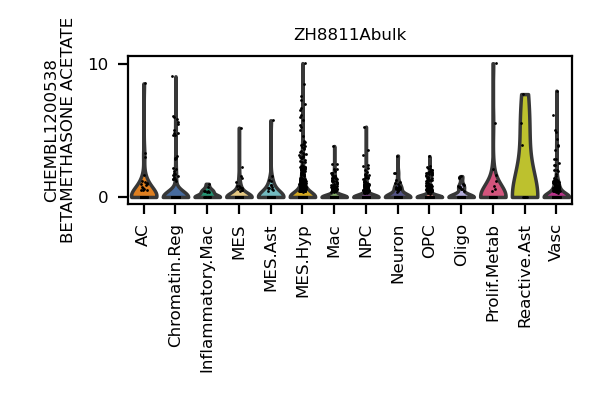 ZH8811Abulk
CHEMBL1200538
BETAMETHASONE ACETATE
10
0
AC
Chromatin.Reg
Inflammatory.Mac
MES
MES.Ast
MES.Hyp
Mac
NPC
Neuron
OPC
Oligo
Prolif.Metab
Reactive.Ast
Vasc